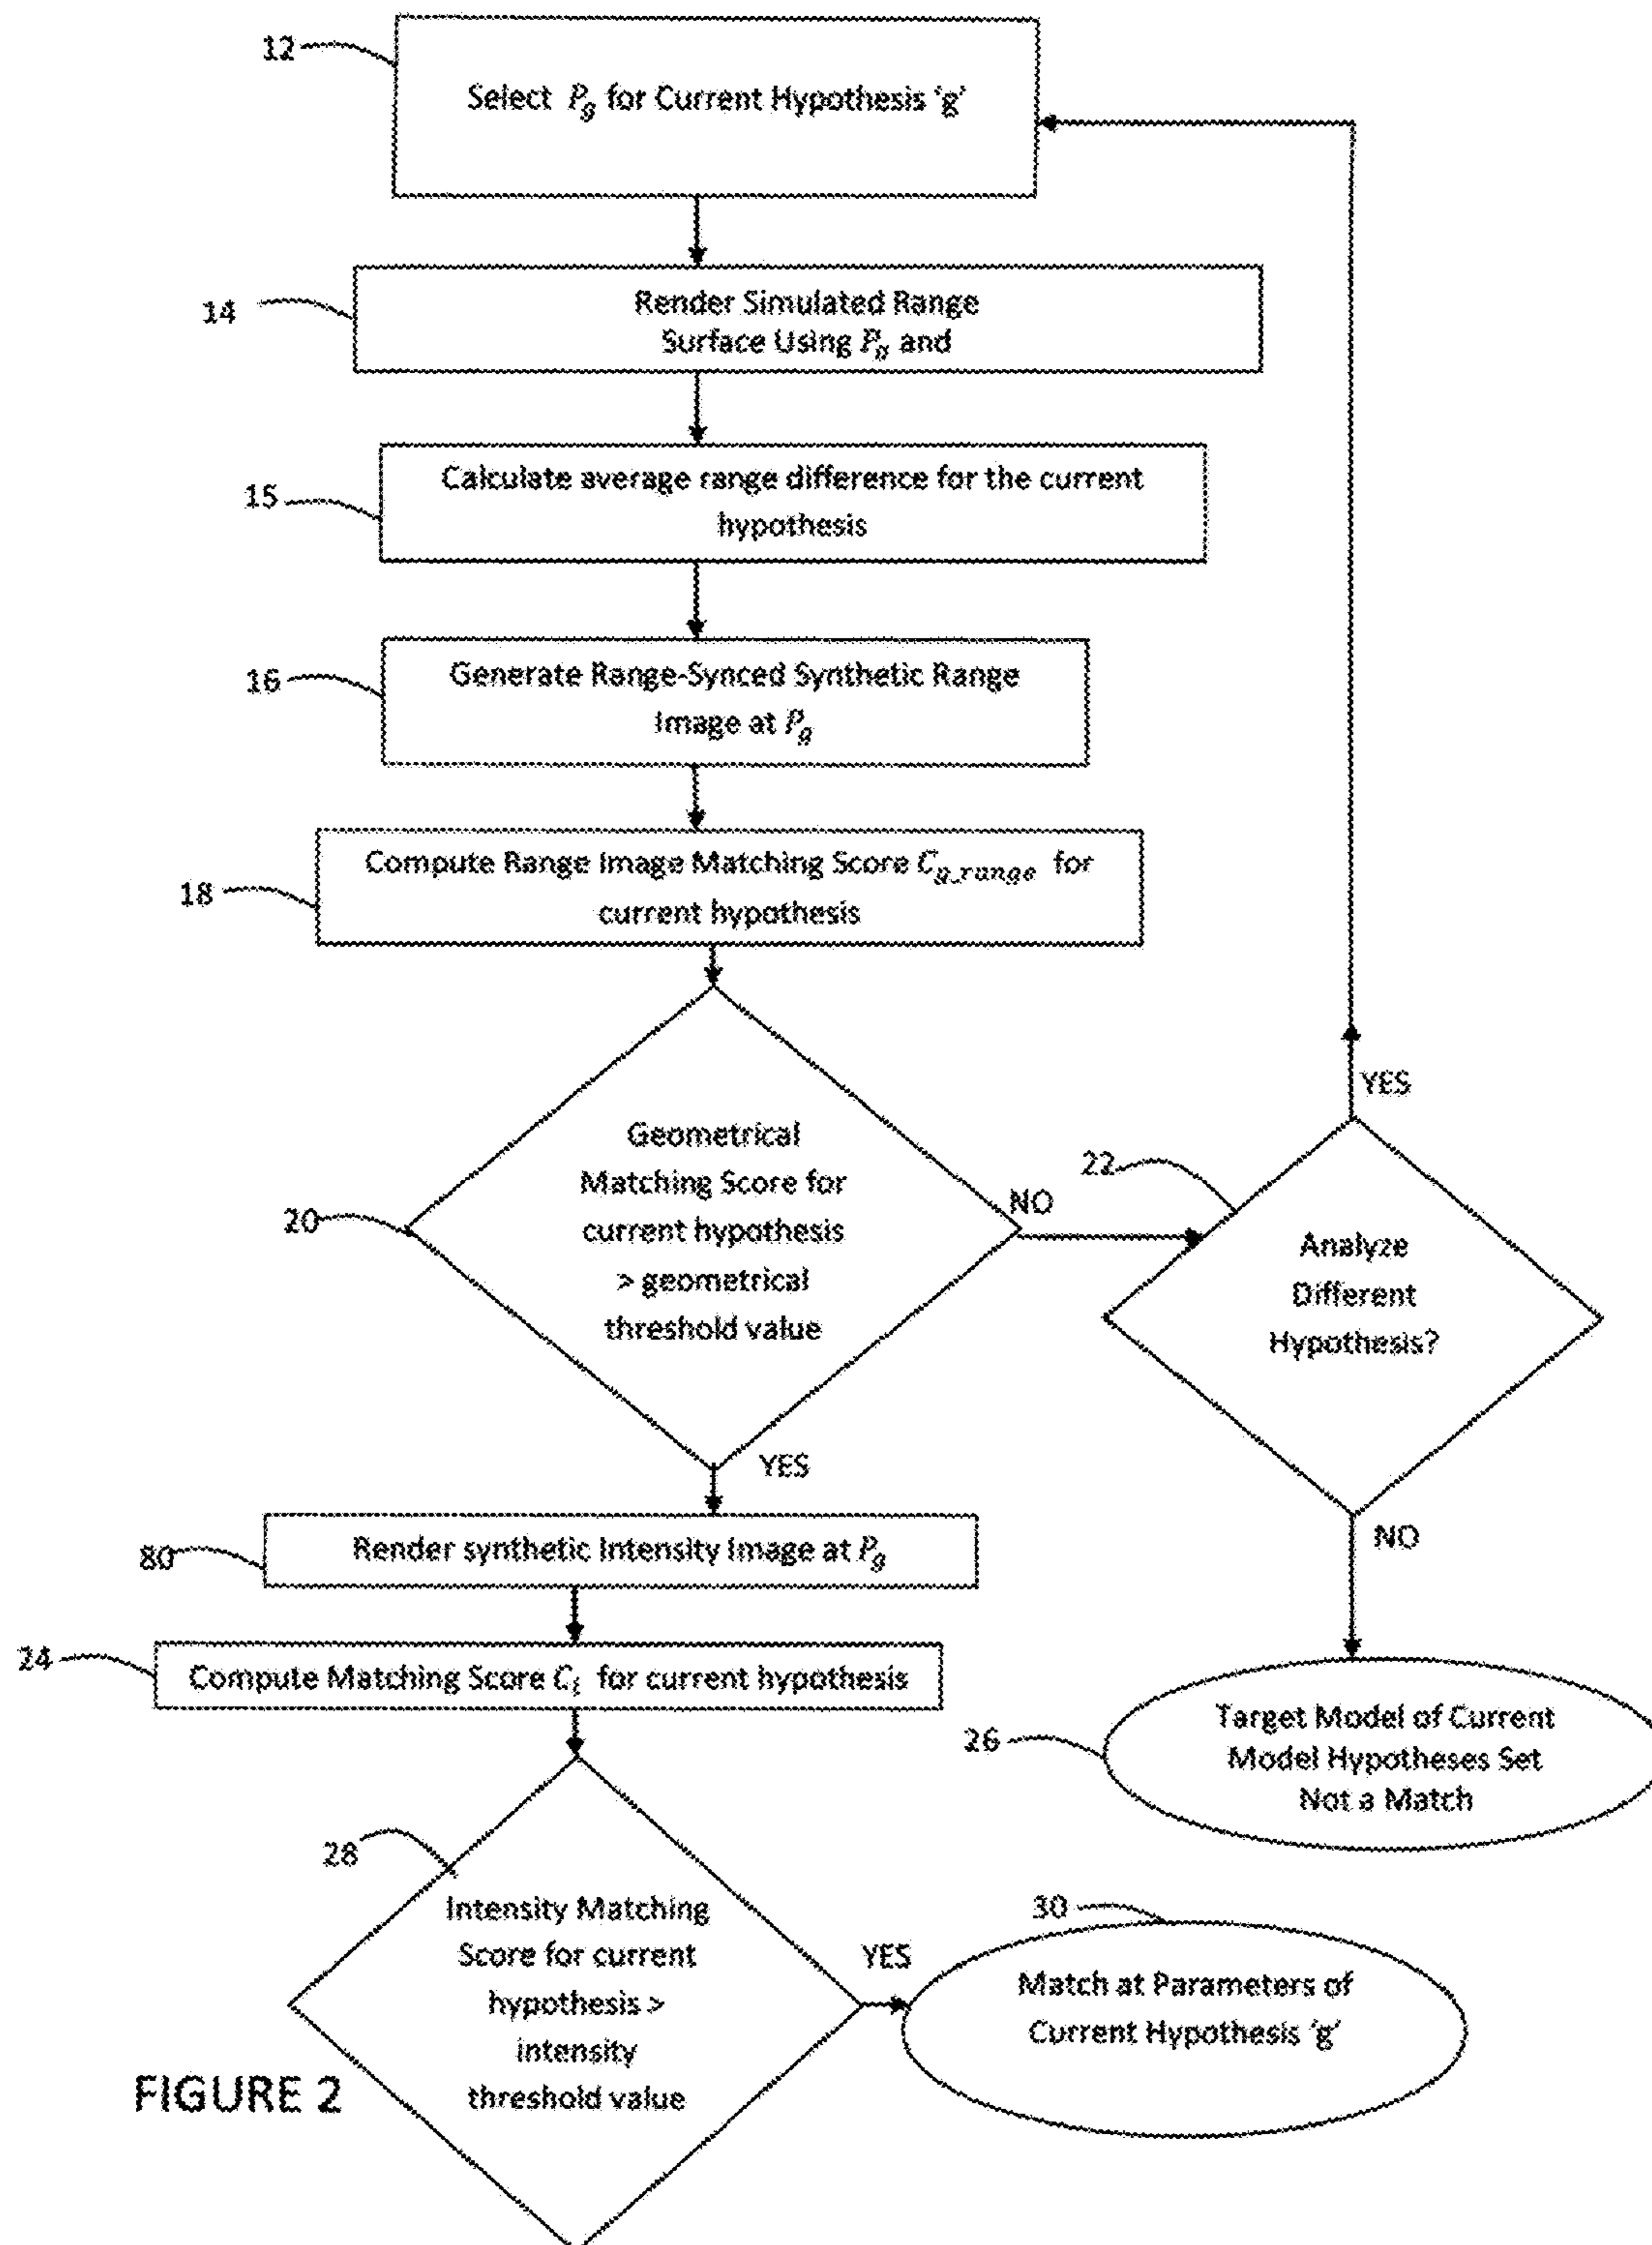 12
Select P_g for Current Hypothesis ‘g’
14
Render Simulated Range
Surface Using P_g and
15
Calculate average range difference for the current
hypothesis
16
Generate Range-Synced Synthetic Range
Image at P_g
18
Compute Range Image Matching Score C_g_range for
current hypothesis
20
Geometrical
Matching Score for
current hypothesis
> geometrical
threshold value
NO
YES
22
Analyze
Different
Hypothesis?
YES
NO
80
Render synthetic Intensity Image at P_g
24
Compute Matching Score C_i for current hypothesis
26
Target Model of Current
Model Hypotheses Set
Not a Match
28
Intensity Matching
Score for current
hypothesis >
intensity
threshold value
YES
30
Match at Parameters of
Current Hypothesis ‘g’
FIGURE 2